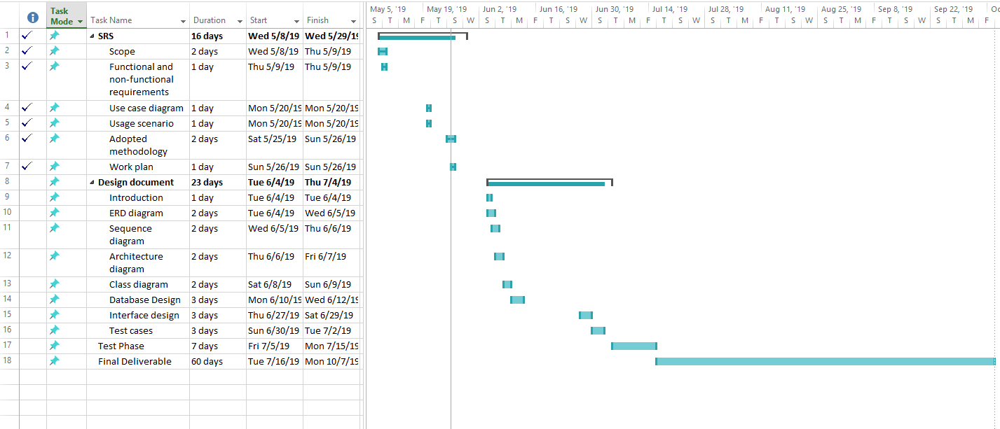 May 5, '19 May 19, '19 Jun 2, '19 Jun 16, '19 Jun 30, '19 Jul 14, '19 Jul 28, '19 Aug 11, '19 Aug 25, '19 Sep 8, '19 Sep 22, '19 Oc
Task Mode Task Name Duration Start Finish S T M F T S W S T M F T S W S T M F T S W S T M F T S W S T M F
1 SRS 16 days Wed 5/8/19 Wed 5/29/19
2 Scope 2 days Wed 5/8/19 Thu 5/9/19
3 Functional and 1 day Thu 5/9/19 Thu 5/9/19
non-functional
requirements
4 Use case diagram 1 day Mon 5/20/19 Mon 5/20/19
5 Usage scenario 1 day Mon 5/20/19 Mon 5/20/19
6 Adopted 2 days Sat 5/25/19 Sun 5/26/19
methodology
7 Work plan 1 day Sun 5/26/19 Sun 5/26/19
8 Design document 23 days Tue 6/4/19 Thu 7/4/19
9 Introduction 1 day Tue 6/4/19 Tue 6/4/19
10 ERD diagram 2 days Tue 6/4/19 Wed 6/5/19
11 Sequence 2 days Wed 6/5/19 Thu 6/6/19
diagram
12 Architecture 2 days Thu 6/6/19 Fri 6/7/19
diagram
13 Class diagram 2 days Sat 6/8/19 Sun 6/9/19
14 Database Design 3 days Mon 6/10/19 Wed 6/12/19
15 Interface design 3 days Thu 6/27/19 Sat 6/29/19
16 Test cases 3 days Sun 6/30/19 Tue 7/2/19
17 Test Phase 7 days Fri 7/5/19 Mon 7/15/19
18 Final Deliverable 60 days Tue 7/16/19 Mon 10/7/19